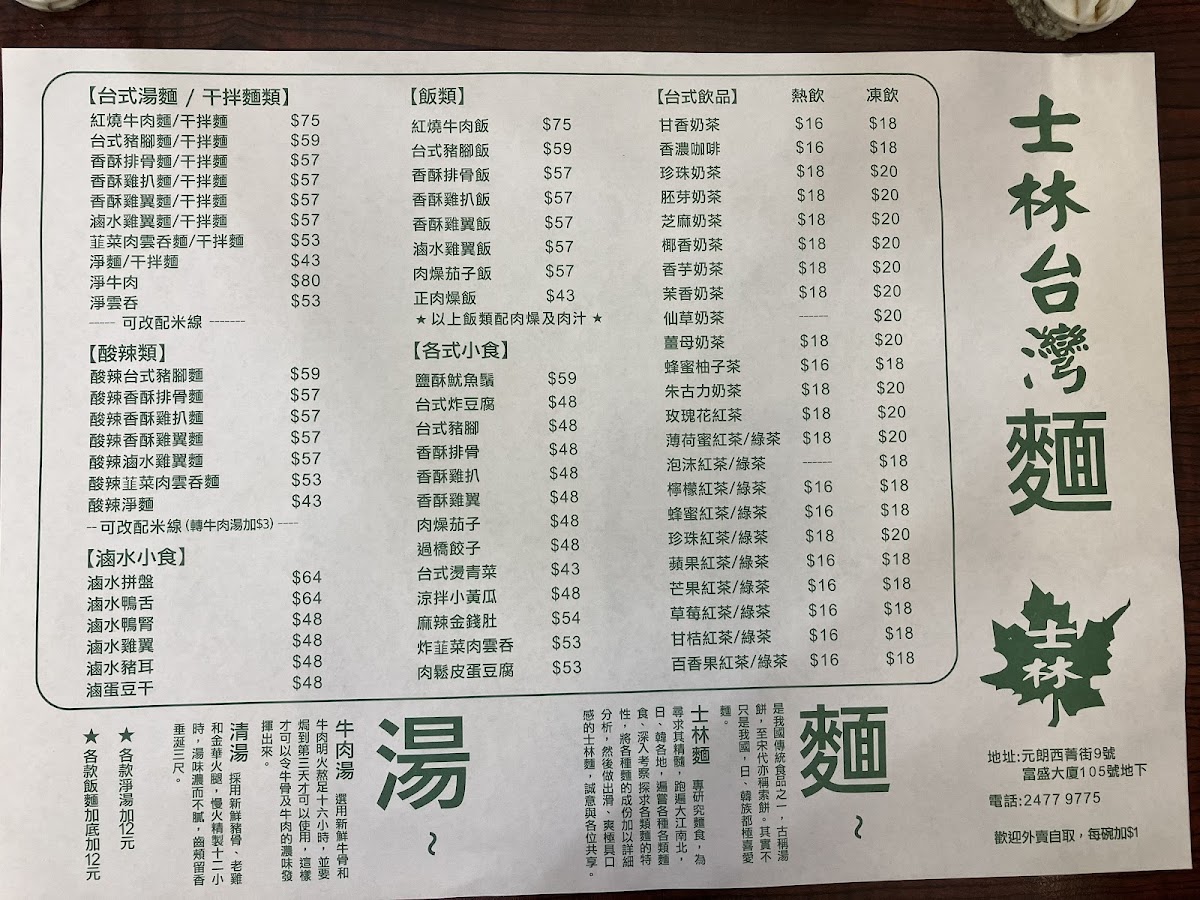 【台式湯麵 / 干拌麵類】
紅燒牛肉麵/干拌麵 $75
台式豬腳麵/干拌麵 $59
香酥排骨麵/干拌麵 $57
香酥雞扒麵/干拌麵 $57
香酥雞翼麵/干拌麵 $57
滷水雞翼麵/干拌麵 $57
韮菜肉雲吞麵/干拌麵 $53
淨麵/干拌麵 $43
淨牛肉 $80
淨雲吞 $53
----- 可改配米線 -------
【酸辣類】
酸辣台式豬腳麵 $59
酸辣香酥排骨麵 $57
酸辣香酥雞扒麵 $57
酸辣香酥雞翼麵 $57
酸辣滷水雞翼麵 $57
酸辣韮菜肉雲吞麵 $53
酸辣淨麵 $43
-- 可改配米線 (轉牛肉湯加$3) ----
【滷水小食】
滷水拼盤 $64
滷水鴨舌 $64
滷水鴨腎 $48
滷水雞翼 $48
滷水豬耳 $48
滷蛋豆干 $48
【飯類】
紅燒牛肉飯 $75
台式豬腳飯 $59
香酥排骨飯 $57
香酥雞扒飯 $57
香酥雞翼飯 $57
滷水雞翼飯 $57
肉燥茄子飯 $57
正肉燥飯 $43
★ 以上飯類配肉燥及肉汁 ★
【各式小食】
鹽酥魷魚鬚 $59
台式炸豆腐 $48
台式豬腳 $48
香酥排骨 $48
香酥雞扒 $48
香酥雞翼 $48
肉燥茄子 $48
過橋餃子 $48
台式燙青菜 $43
涼拌小黃瓜 $48
麻辣金錢肚 $54
炸韮菜肉雲吞 $53
肉鬆皮蛋豆腐 $53
【台式飲品】 熱飲 凍飲
甘香奶茶 $16 $18
香濃咖啡 $16 $18
珍珠奶茶 $18 $20
胚芽奶茶 $18 $20
芝麻奶茶 $18 $20
椰香奶茶 $18 $20
香芋奶茶 $18 $20
茉香奶茶 $18 $20
仙草奶茶 ------ $20
薑母奶茶 $18 $20
蜂蜜柚子茶 $16 $18
朱古力奶茶 $18 $20
玫瑰花紅茶 $18 $20
薄荷蜜紅茶/綠茶 $18 $20
泡沫紅茶/綠茶 ------ $18
檸檬紅茶/綠茶 $16 $18
蜂蜜紅茶/綠茶 $16 $18
珍珠紅茶/綠茶 $18 $20
蘋果紅茶/綠茶 $16 $18
芒果紅茶/綠茶 $16 $18
草莓紅茶/綠茶 $16 $18
甘桔紅茶/綠茶 $16 $18
百香果紅茶/綠茶 $16 $18
士林台灣麵
士林
地址:元朗西菁街9號
富盛大廈105號地下
電話:2477 9775
歡迎外賣自取，每碗加$1
麵~
是我國傳統食品之一，古稱湯
餅，至宋代亦稱索餅。其實不
只是我國，日、韓族都極喜愛
麵。
士林麵 專研究麵食，為
尋求其精髓，跑遍大江南北，
日、韓各地，遍嘗各種各類麵
食、深入考察探求各類麵的特
性，將各種麵的成份加以詳細
分析，然後做出滑、爽極具口
感的士林麵，誠意與各位共享。
湯~
牛肉湯 選用新鮮牛骨和
牛肉明火熬足十六小時，並要
焗到第三天才可以使用，這樣
才可以令牛骨及牛肉的濃味發
揮出來。
清湯 採用新鮮豬骨、老雞
和金華火腿，慢火精製十二小
時，湯味濃而不膩，齒頰留香
垂涎三尺。
★各款淨湯加12元
★各款飯麵加底加12元